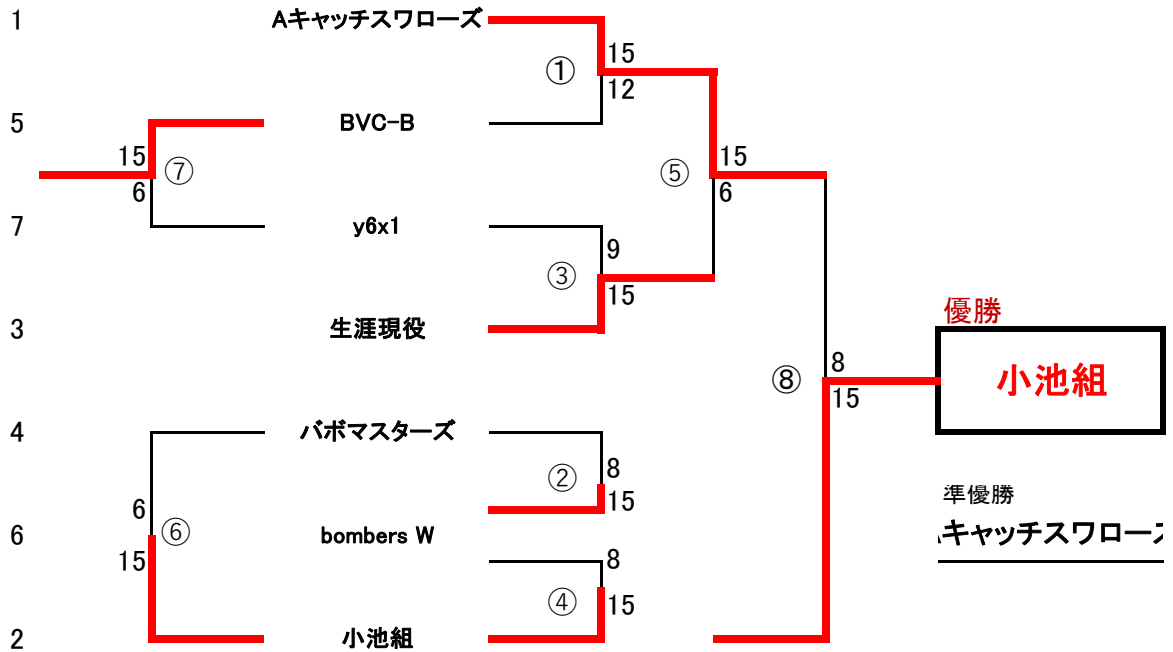 1 Aキャッチスワローズ
15
①
12
5 BVC-B
15 ⑦
6
⑤ 15
6
7 y6x1
9
③
15
3 生涯現役
優勝
小池組
⑧ 8
15
4 バボマスターズ
② 8
15
準優勝
Aキャッチスワローズ
6
⑥
15
6 bombers W
8
④ 15
2 小池組